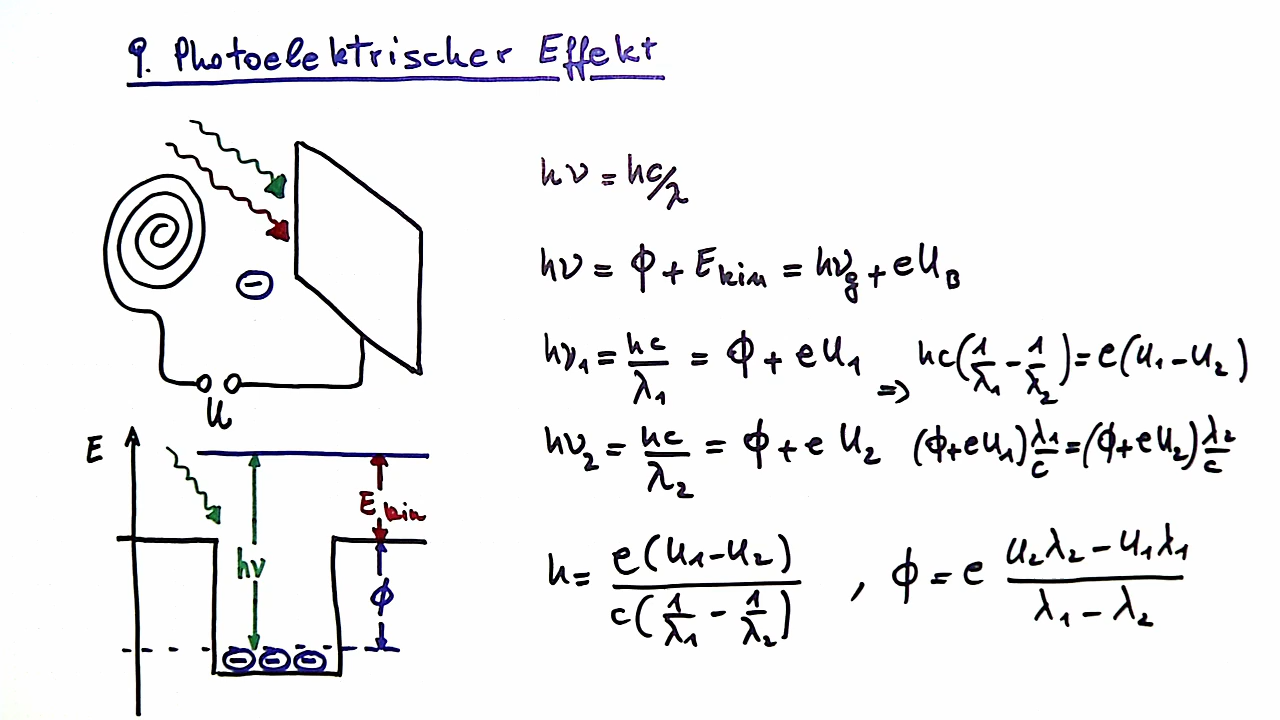 9. Photoelektrischer Effekt
hν = hc/λ
hν = ϕ + E_kin = hν_g + eU_B
hν₁ = hc/λ₁ = ϕ + eU₁ ⇒ hc(1/λ₁ - 1/λ₂) = e(U₁ - U₂)
hν₂ = hc/λ₂ = ϕ + eU₂ (ϕ + eU₁)λ₁/c = (ϕ + eU₂)λ₂/c
h = e(U₁ - U₂)/c(1/λ₁ - 1/λ₂) , ϕ = e U₂λ₂ - U₁λ₁/λ₁ - λ₂
−
U
E
E_kin
hν
ϕ
− − −